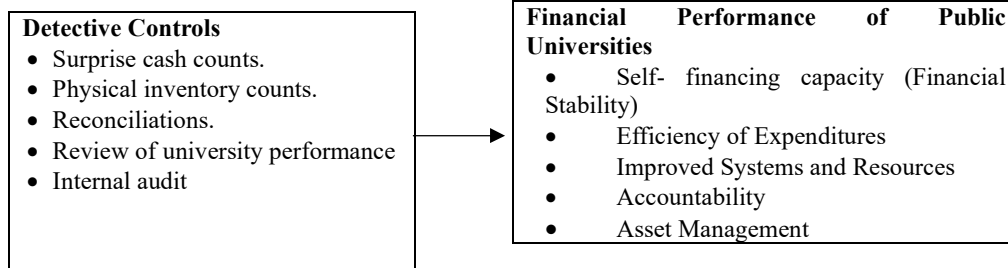 Detective Controls
• Surprise cash counts.
• Physical inventory counts.
• Reconciliations.
• Review of university performance
• Internal audit
Financial Performance of Public
Universities
• Self- financing capacity (Financial
Stability)
• Efficiency of Expenditures
• Improved Systems and Resources
• Accountability
• Asset Management